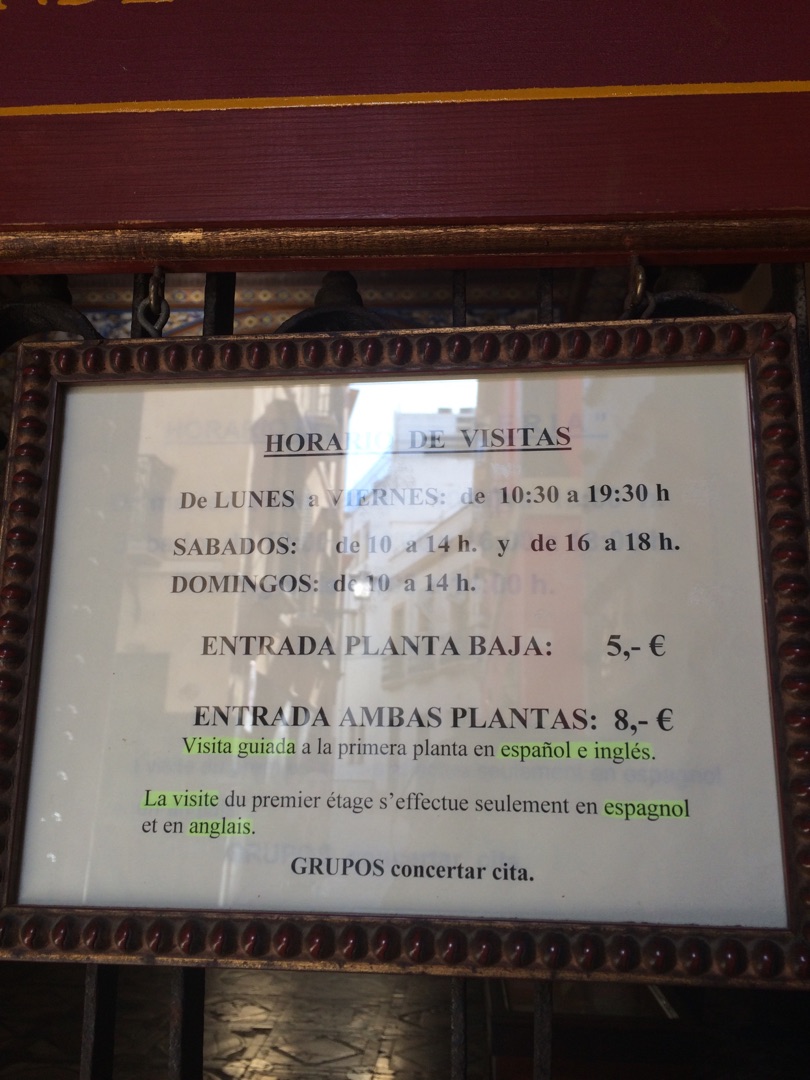 HORARIO DE VISITAS
De LUNES a VIERNES: de 10:30 a 19:30 h
SABADOS: de 10 a 14 h. y de 16 a 18 h.
DOMINGOS: de 10 a 14 h.
ENTRADA PLANTA BAJA: 5,- €
ENTRADA AMBAS PLANTAS: 8,- €
Visita guiada a la primera planta en español e inglés.
La visite du premier étage s'effectue seulement en espagnol
et en anglais.
GRUPOS concertar cita.